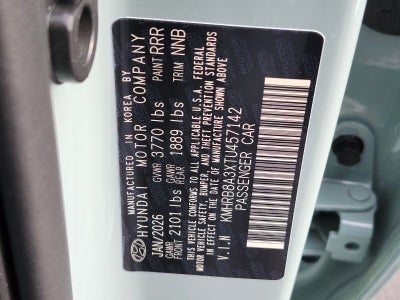 MANUFACTURED IN KOREA BY
HYUNDAI MOTOR COMPANY
PAINT RRR
TRIM NNB
JAN/2026 GVWR 3770 lbs
GAWR FRONT 2101 lbs GAWR REAR 1889 lbs
THIS VEHICLE CONFORMS TO ALL APPLICABLE U.S.A. FEDERAL
MOTOR VEHICLE SAFETY, BUMPER, AND THEFT PREVENTION STANDARDS
IN EFFECT ON THE DATE OF MANUFACTURE SHOWN ABOVE.
V.I.N KMHRB8A3XTU457142
PASSENGER CAR